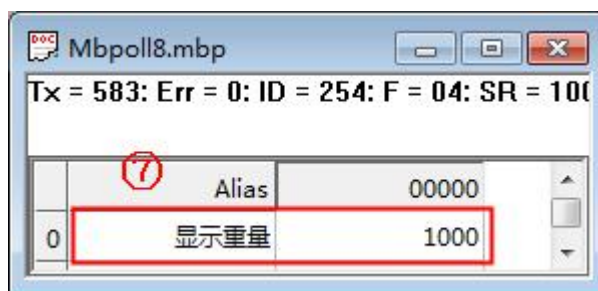 Mbpoll8.mbp
Tx = 583: Err = 0: ID = 254: F = 04: SR = 100
⑦ Alias 00000
0 显示重量 1000